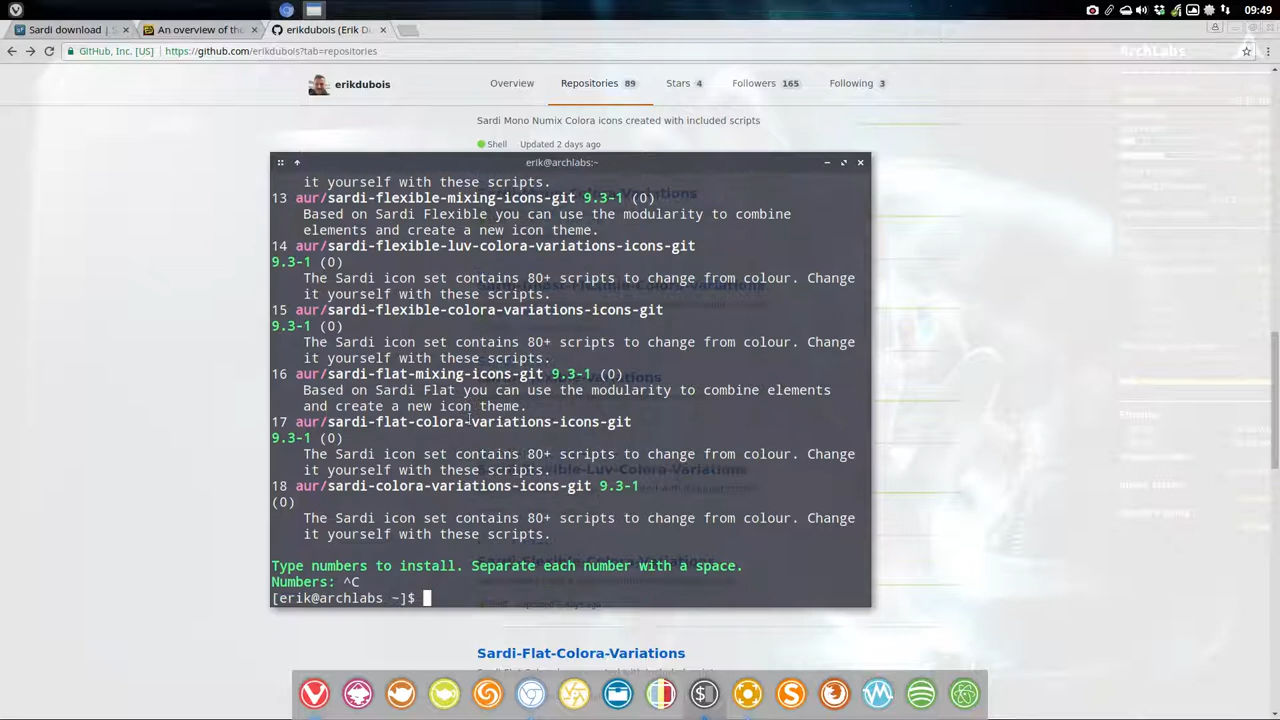 09:49
Sardi download | S
An overview of the
erikdubois (Erik D
GitHub, Inc. [US]
https://github.com/erikdubois?tab=repositories
ArchLabs
erikdubois
Overview
Repositories 89
Stars 4
Followers 165
Following 3
Sardi Mono Numix Colora icons created with included scripts
Shell Updated 2 days ago
erik@archlabs:~
it yourself with these scripts.
13 aur/sardi-flexible-mixing-icons-git 9.3-1 (0)
Based on Sardi Flexible you can use the modularity to combine
elements and create a new icon theme.
14 aur/sardi-flexible-luv-colora-variations-icons-git
9.3-1 (0)
The Sardi icon set contains 80+ scripts to change from colour. Change
it yourself with these scripts.
15 aur/sardi-flexible-colora-variations-icons-git
9.3-1 (0)
The Sardi icon set contains 80+ scripts to change from colour. Change
it yourself with these scripts.
16 aur/sardi-flat-mixing-icons-git 9.3-1 (0)
Based on Sardi Flat you can use the modularity to combine elements
and create a new icon theme.
17 aur/sardi-flat-colora-variations-icons-git
9.3-1 (0)
The Sardi icon set contains 80+ scripts to change from colour. Change
it yourself with these scripts.
18 aur/sardi-colora-variations-icons-git 9.3-1
(0)
The Sardi icon set contains 80+ scripts to change from colour. Change
it yourself with these scripts.
Type numbers to install. Separate each number with a space.
Numbers: ^C
[erik@archlabs ~]$
Sardi-Flat-Colora-Variations